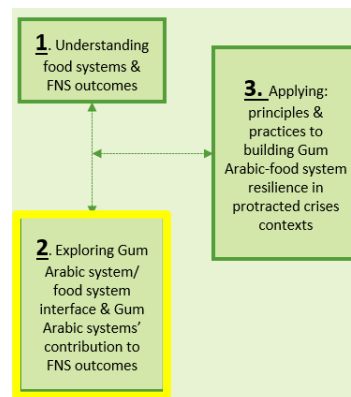 1. Understanding
food systems &
FNS outcomes
2. Exploring Gum
Arabic system/
food system
interface & Gum
Arabic systems'
contribution to
FNS outcomes
3. Applying:
principles &
practices to
building Gum
Arabic-food system
resilience in
protracted crises
contexts